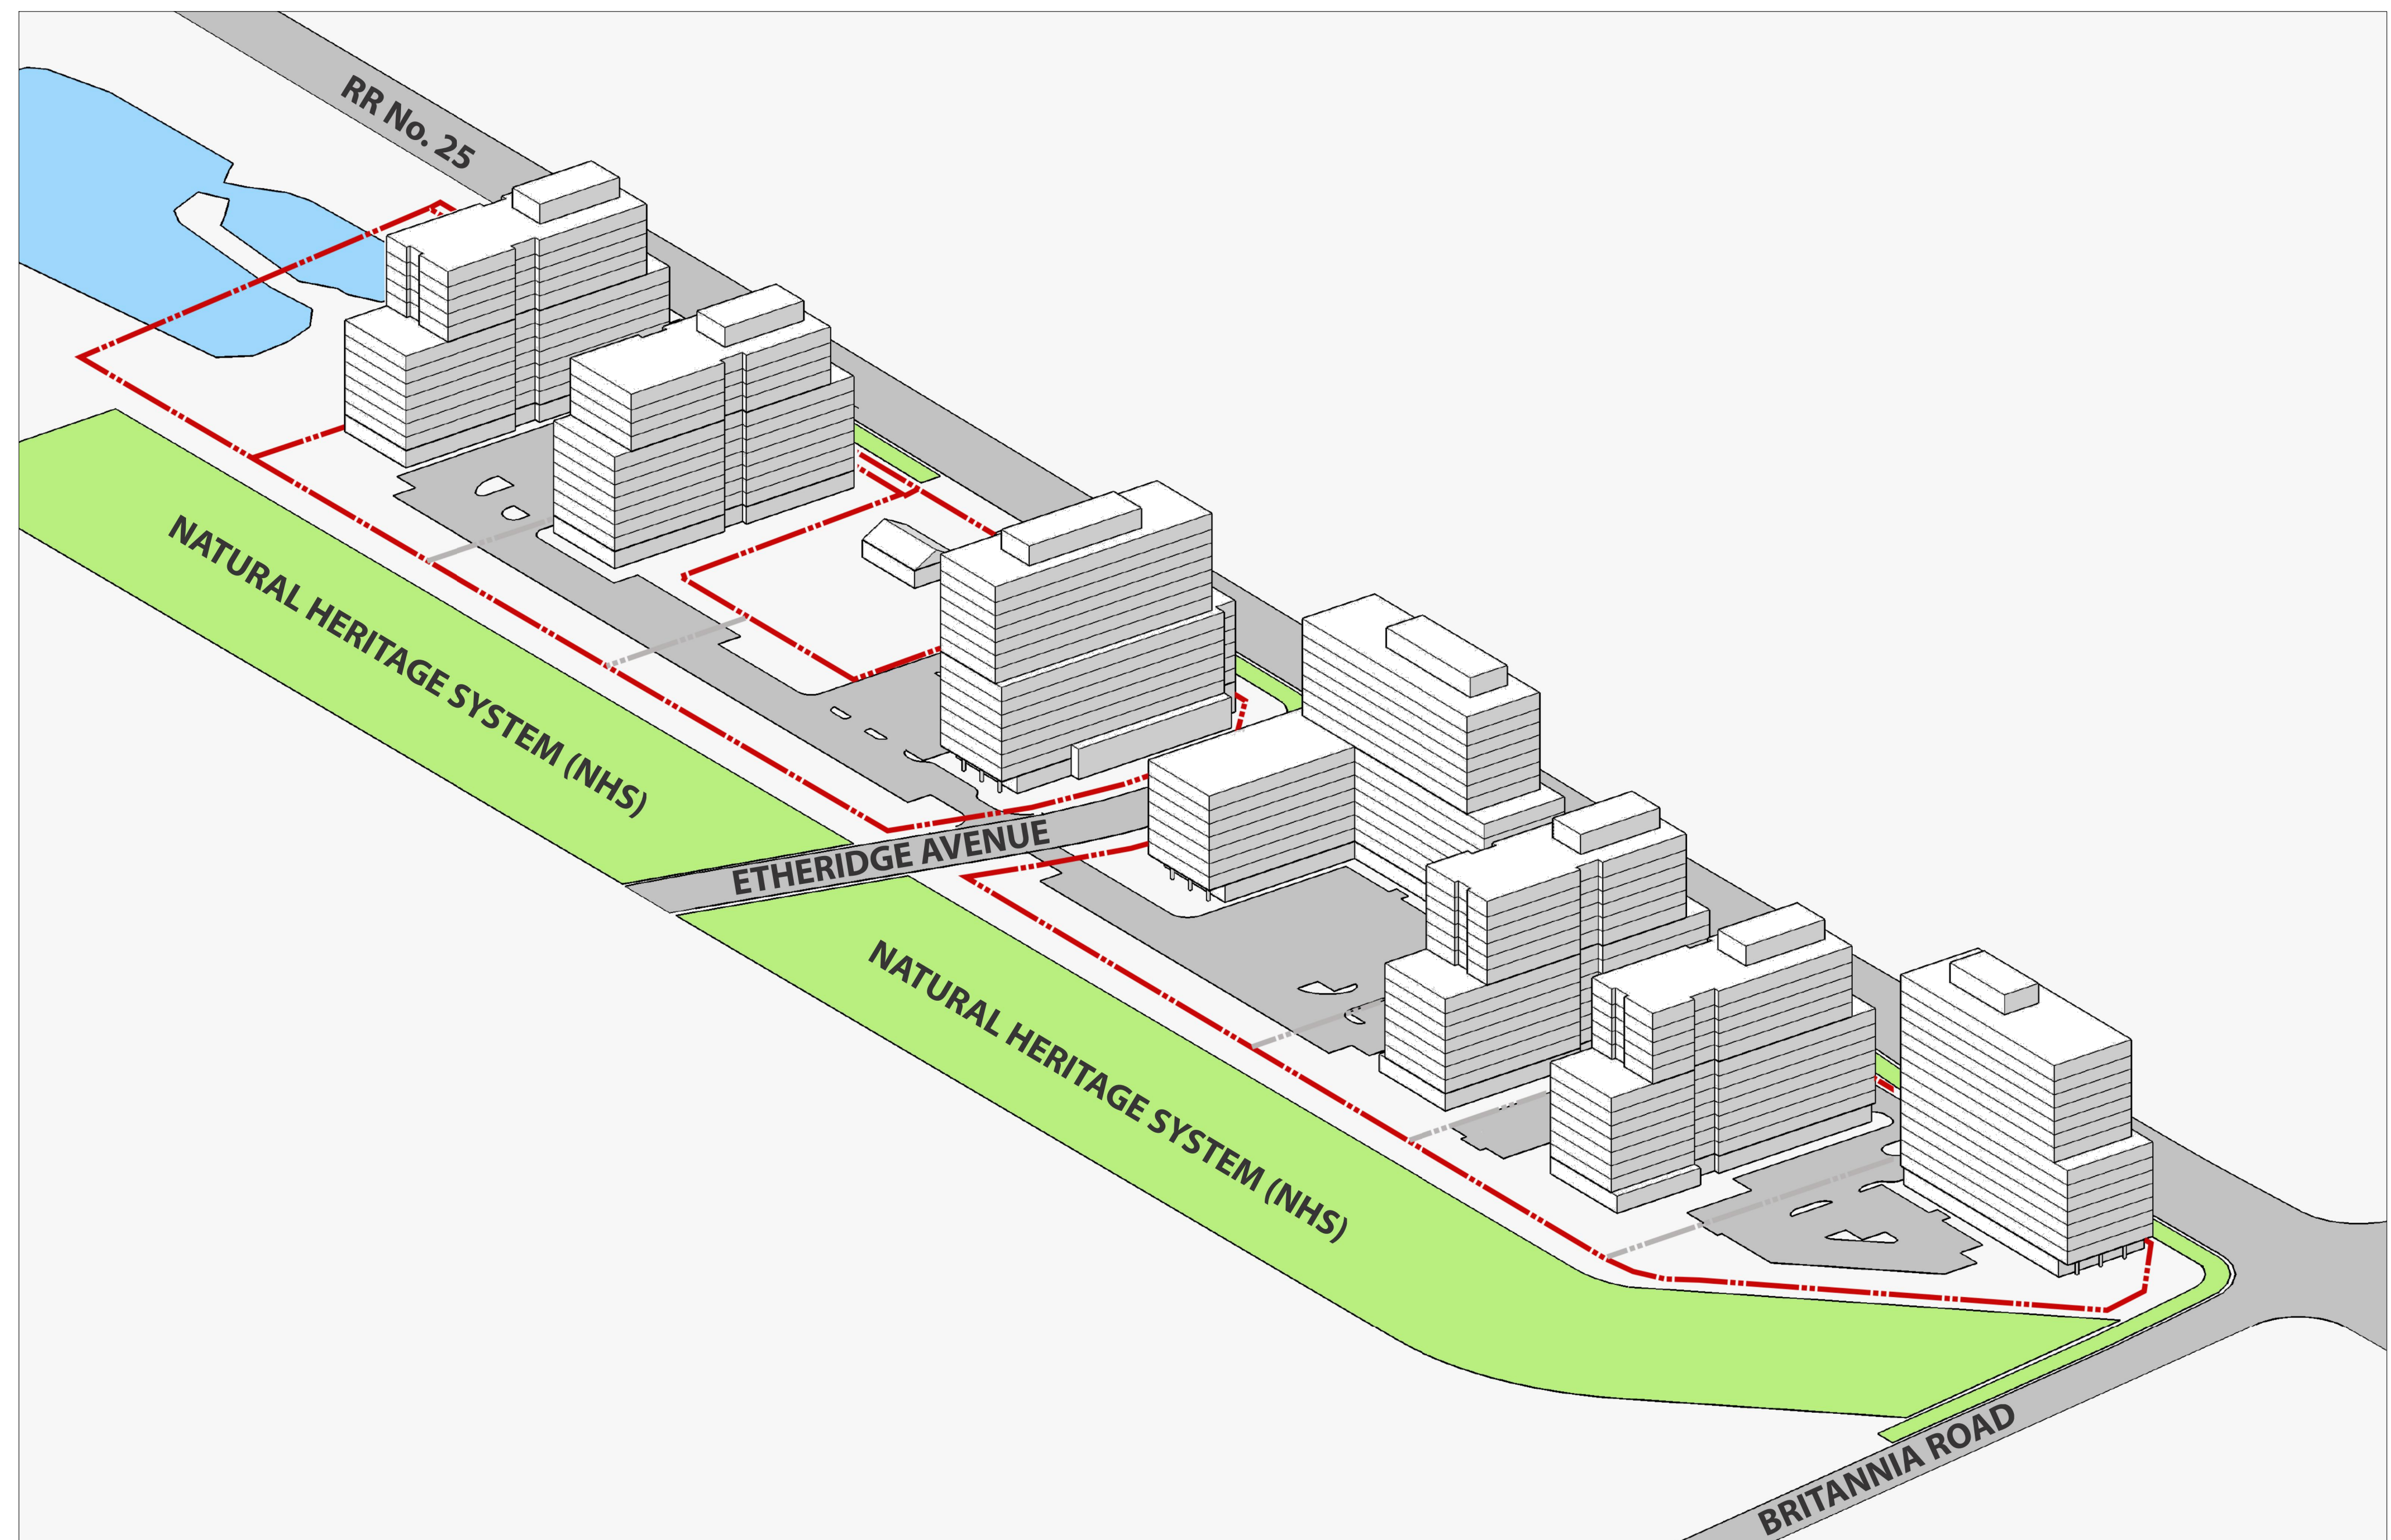 RR No. 25
NATURAL HERITAGE SYSTEM (NHS)
ETHERIDGE AVENUE
NATURAL HERITAGE SYSTEM (NHS)
BRITANNIA ROAD